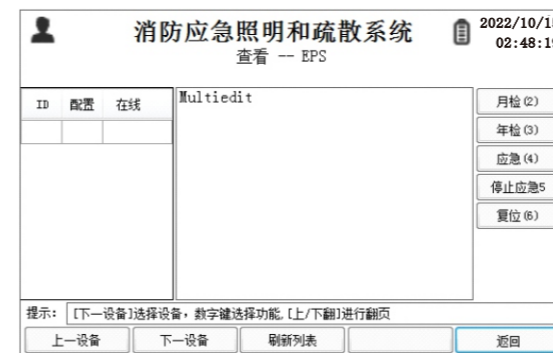 消防应急照明和疏散系统
查看 -- EPS
2022/10/1
02:48:19
ID 配置 在线
Multiedit
月检(2)
年检(3)
应急(4)
停止应急5
复位(6)
提示: [下一设备]选择设备，数字键选择功能,[上/下翻]进行翻页
上一设备 下一设备 刷新列表 返回